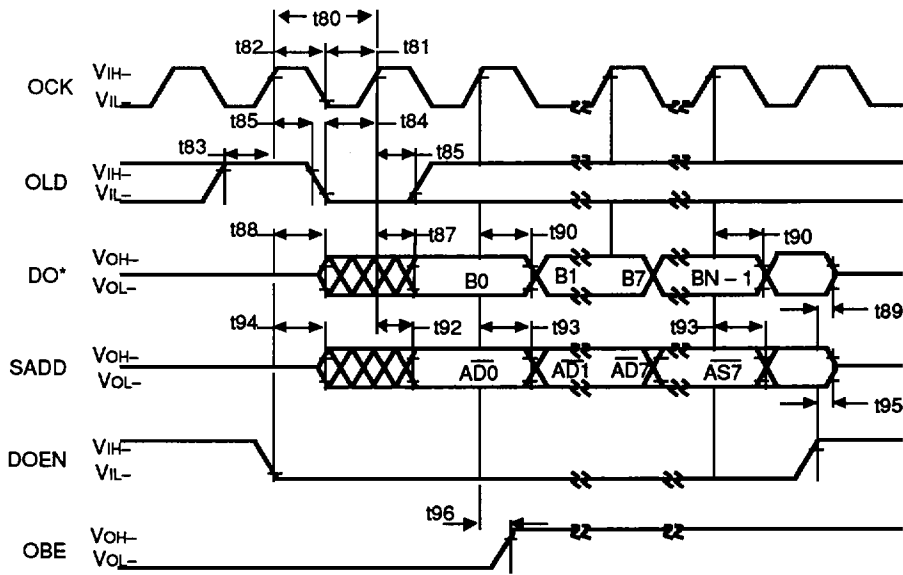 t80
t82 t81
OCK VIH– VIL–
t85 t84
t83 t85
OLD VIH– VIL–
t88 t87 t90 t90
DO* VOH– VOL– B0 B1 B7 BN – 1
t89
t94 t92 t93 t93
SADD VOH– VOL– AD0 AD1 AD7 AS7
t95
DOEN VIH– VIL–
t96
OBE VOH– VOL–